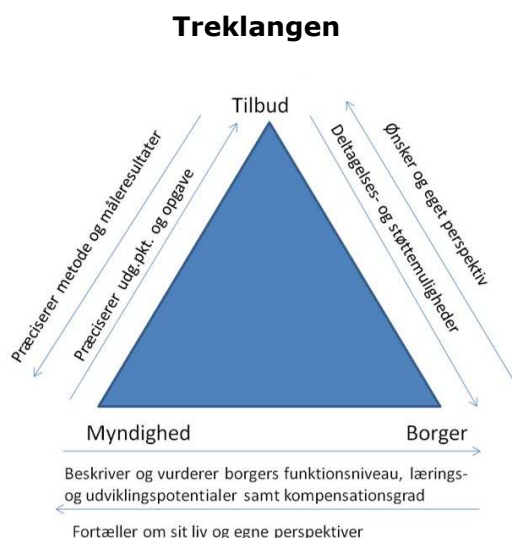 Treklangen
Tilbud
Præciserer metode og måleresultater
Præciserer udg.pkt. og opgave
Deltagelses- og støttemuligheder
Ønsker og eget perspektiv
Myndighed
Borger
Beskriver og vurderer borgers funktionsniveau, lærings-
og udviklingspotentialer samt kompensationsgrad
Fortæller om sit liv og egne perspektiver